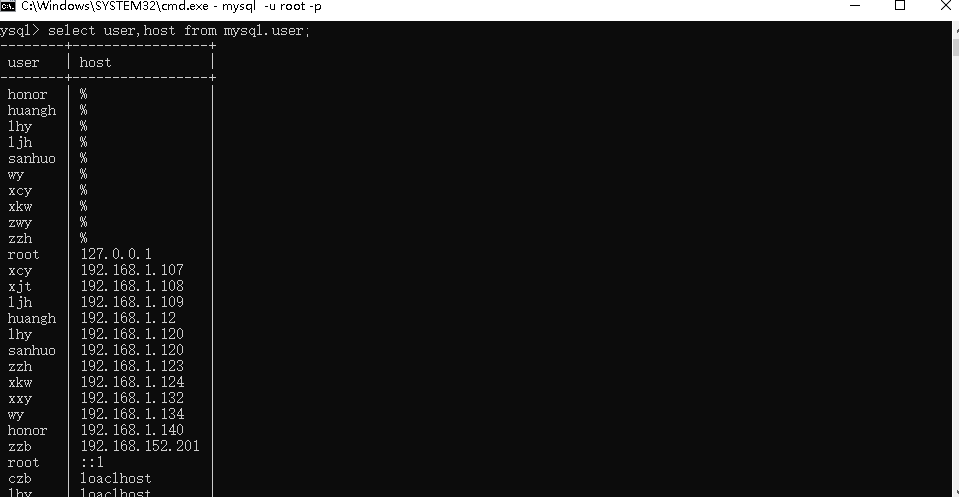 C:\Windows\SYSTEM32\cmd.exe - mysql -u root -p
ysql> select user,host from mysql.user;
--------+-----------------+
user | host |
--------+-----------------+
honor | % |
huangh | % |
lhy | % |
ljh | % |
sanhuo | % |
wy | % |
xcy | % |
xkw | % |
zwy | % |
zzh | % |
root | 127.0.0.1 |
xcy | 192.168.1.107 |
xjt | 192.168.1.108 |
ljh | 192.168.1.109 |
huangh | 192.168.1.12 |
lhy | 192.168.1.120 |
sanhuo | 192.168.1.120 |
zzh | 192.168.1.123 |
xkw | 192.168.1.124 |
xxy | 192.168.1.132 |
wy | 192.168.1.134 |
honor | 192.168.1.140 |
zzb | 192.168.152.201 |
root | ::1 |
czb | loaclhost |
lhy | loaclhost |